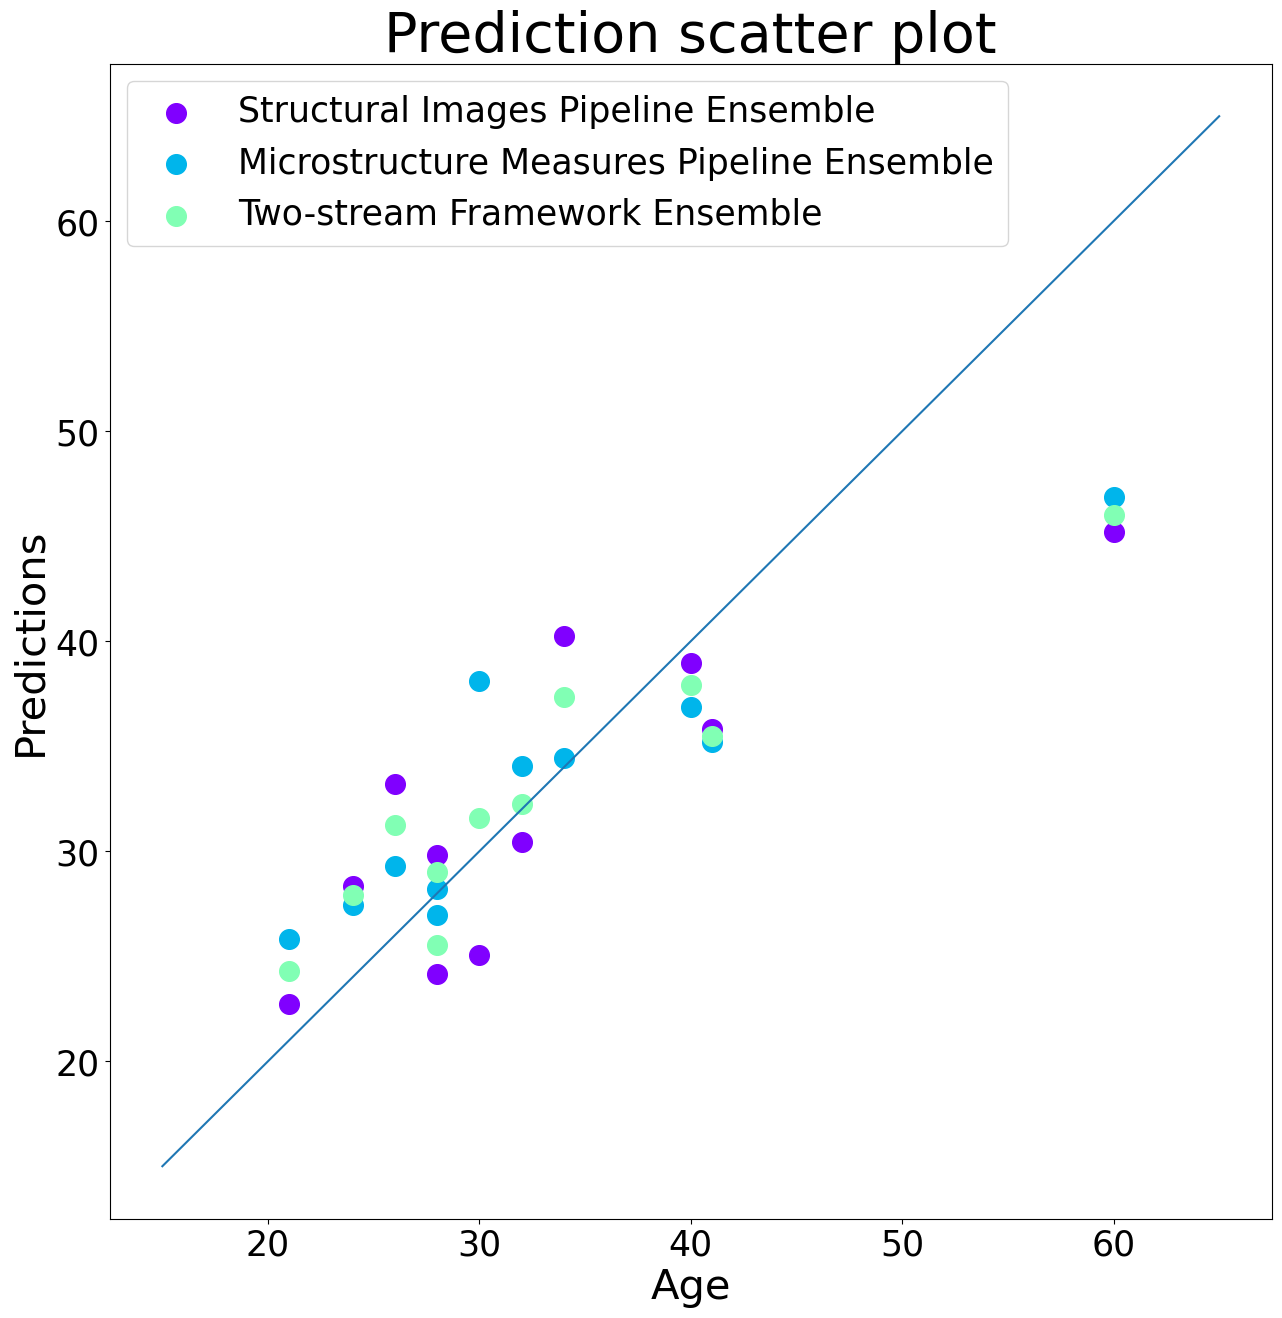 Prediction scatter plot
Structural Images Pipeline Ensemble
Microstructure Measures Pipeline Ensemble
Two-stream Framework Ensemble
60
50
40
30
20
Predictions
20 30 40 50 60
Age